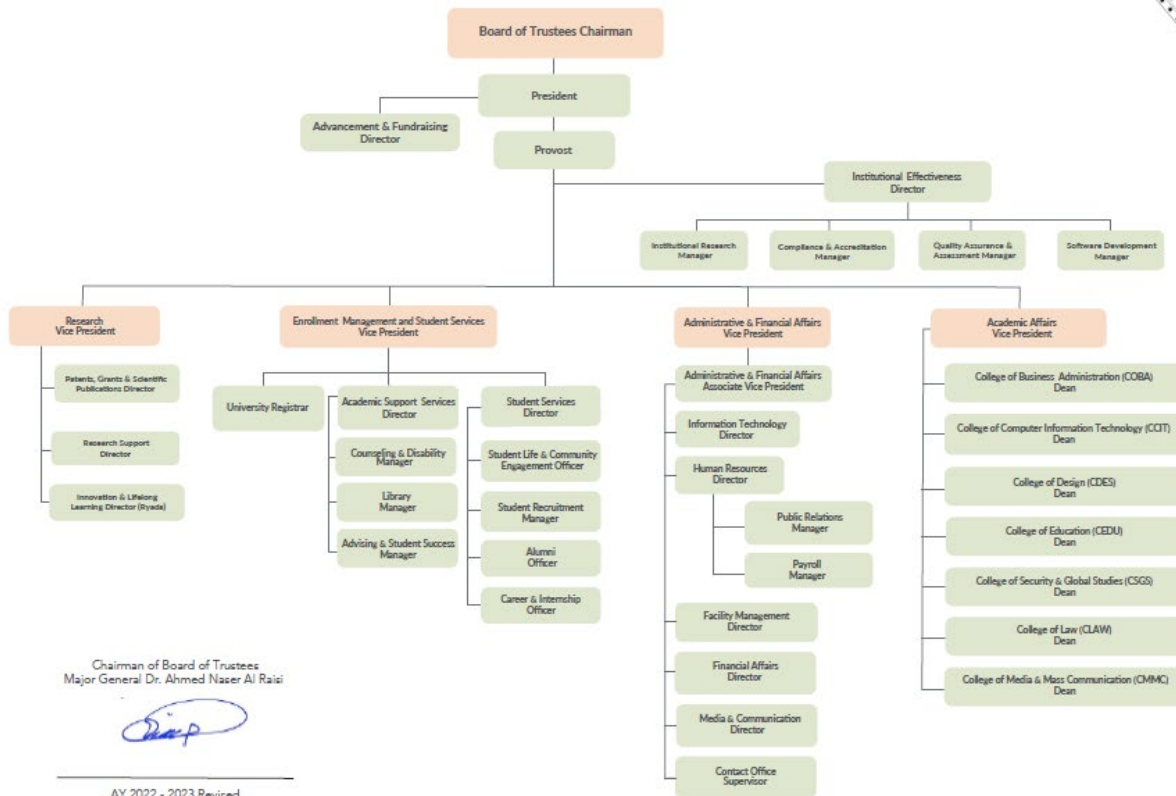 Board of Trustees Chairman
President
Advancement & Fundraising
Director
Provost
Institutional Effectiveness
Director
Institutional Research
Manager
Compliance & Accreditation
Manager
Quality Assurance &
Assessment Manager
Software Development
Manager
Research
Vice President
Patents, Grants & Scientific
Publications Director
Research Support
Director
Innovation & Lifelong
Learning Director (Ryada)
Enrollment Management and Student Services
Vice President
University Registrar
Academic Support Services
Director
Counseling & Disability
Manager
Library
Manager
Advising & Student Success
Manager
Student Services
Director
Student Life & Community
Engagement Officer
Student Recruitment
Manager
Alumni
Officer
Career & Internship
Officer
Administrative & Financial Affairs
Vice President
Administrative & Financial Affairs
Associate Vice President
Information Technology
Director
Human Resources
Director
Public Relations
Manager
Payroll
Manager
Facility Management
Director
Financial Affairs
Director
Media & Communication
Director
Contact Office
Supervisor
Academic Affairs
Vice President
College of Business Administration (COBA)
Dean
College of Computer Information Technology (CCIT)
Dean
College of Design (CDES)
Dean
College of Education (CEDU)
Dean
College of Security & Global Studies (CSGS)
Dean
College of Law (CLAW)
Dean
College of Media & Mass Communication (CMMC)
Dean
Chairman of Board of Trustees
Major General Dr. Ahmed Naser Al Raisi
AY 2022 - 2023 Revised